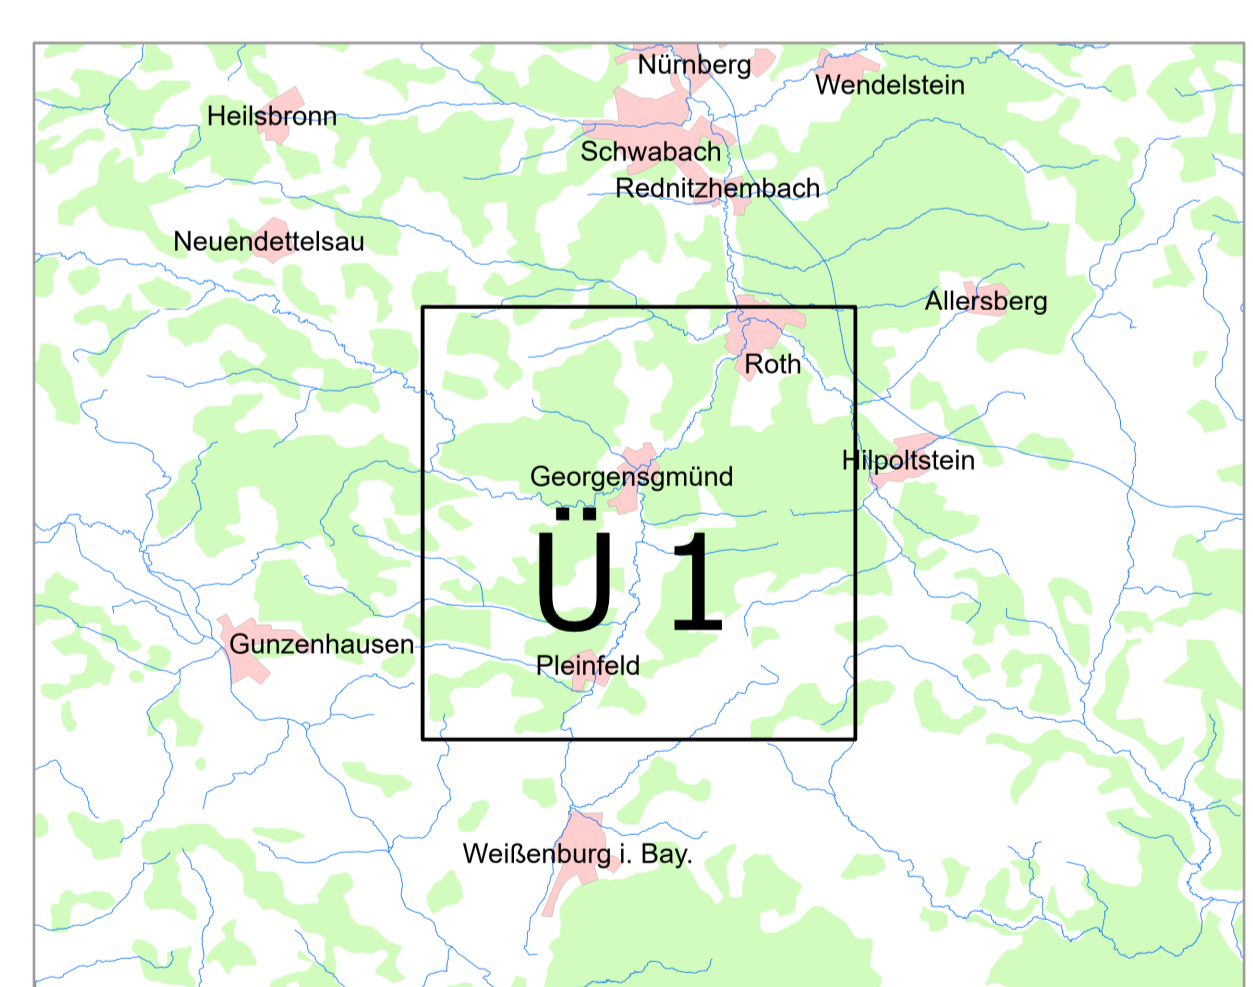 Nürnberg
Wendelstein
Heilsbronn
Schwabach
Rednitzhembach
Neuendettelsau
Allersberg
Roth
Hilpoltstein
Georgensgmünd
Ü 1
Gunzenhausen
Pleinfeld
Weißenburg i. Bay.